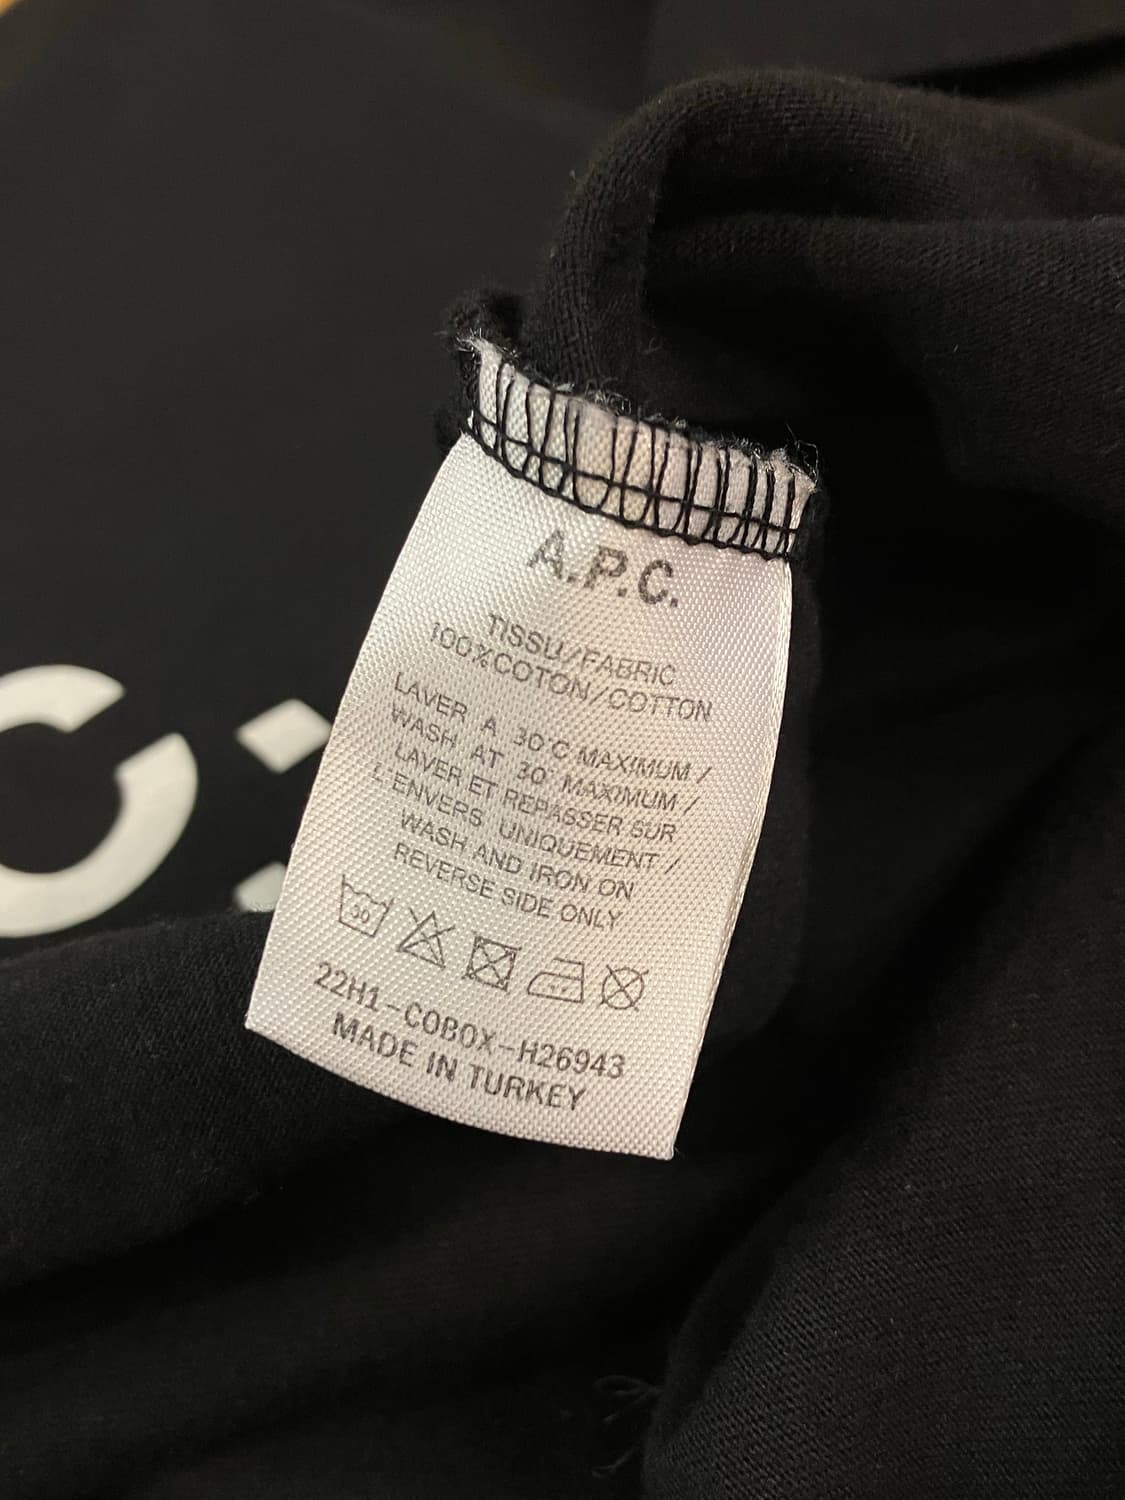 A.P.C.
TISSU/FABRIC
100%COTON/COTTON
LAVER A 30°C MAXIMUM /
WASH AT 30° MAXIMUM /
LAVER ET REPASSER SUR
L'ENVERS UNIQUEMENT /
WASH AND IRON ON
REVERSE SIDE ONLY
30
22H1-COBOX-H26943
MADE IN TURKEY